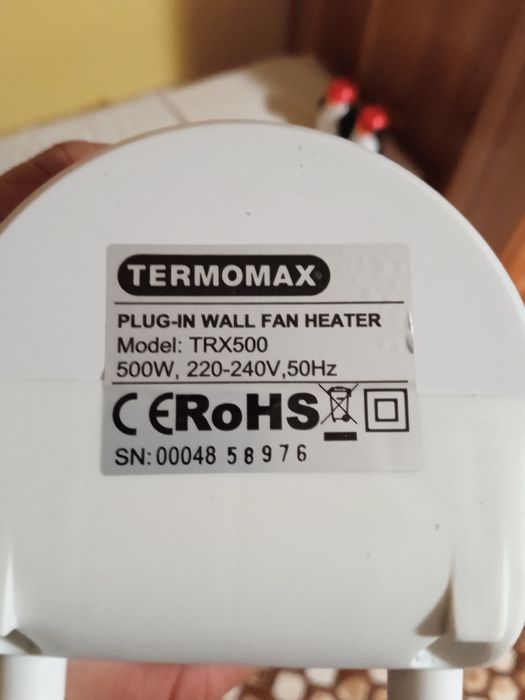 TERMOMAX®
PLUG-IN WALL FAN HEATER
Model: TRX500
500W, 220-240V,50Hz
CE RoHS
SN: 00048 58976